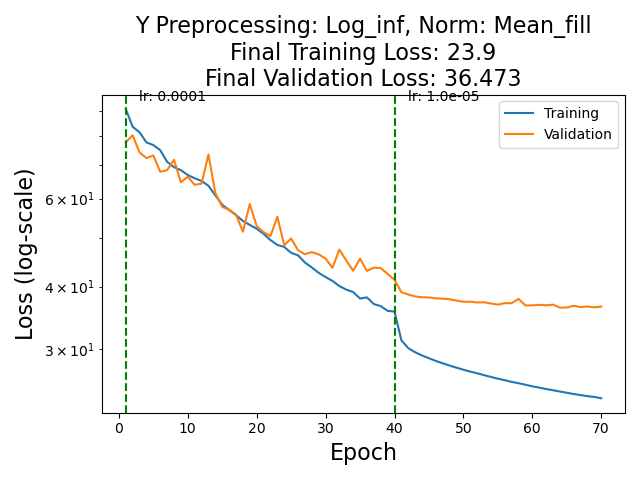 Y Preprocessing: Log_inf, Norm: Mean_fill
Final Training Loss: 23.9
Final Validation Loss: 36.473
lr: 0.0001
lr: 1.0e-05
Training
Validation
6 × 10¹
4 × 10¹
3 × 10¹
Loss (log-scale)
0 10 20 30 40 50 60 70
Epoch